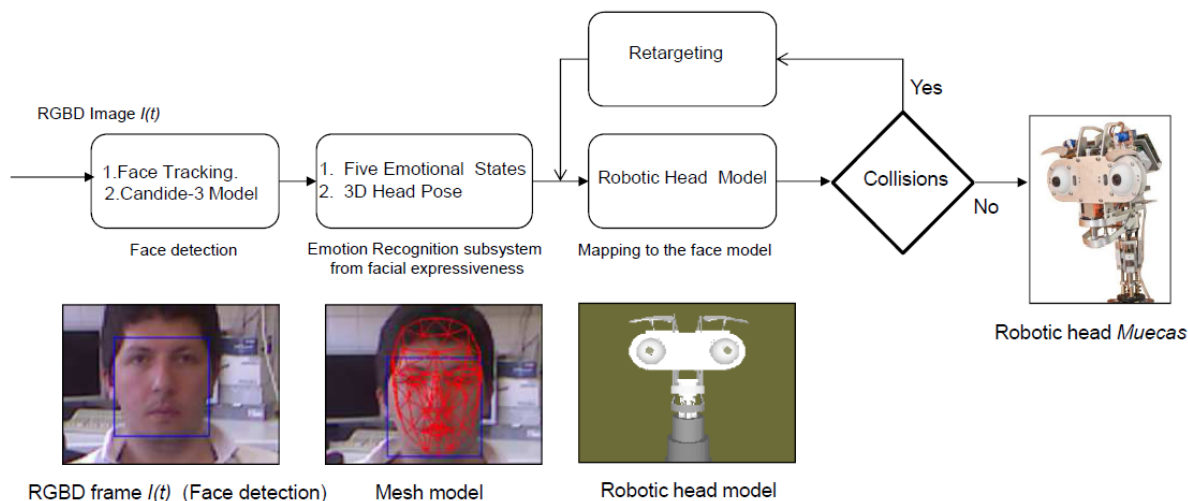 Retargeting
Yes
RGBD Image I(t)
1.Face Tracking.
2.Candide-3 Model
1. Five Emotional States
2. 3D Head Pose
Robotic Head Model
Collisions
No
Face detection
Emotion Recognition subsystem
from facial expressiveness
Mapping to the face model
Robotic head Muecas
RGBD frame I(t) (Face detection)
Mesh model
Robotic head model